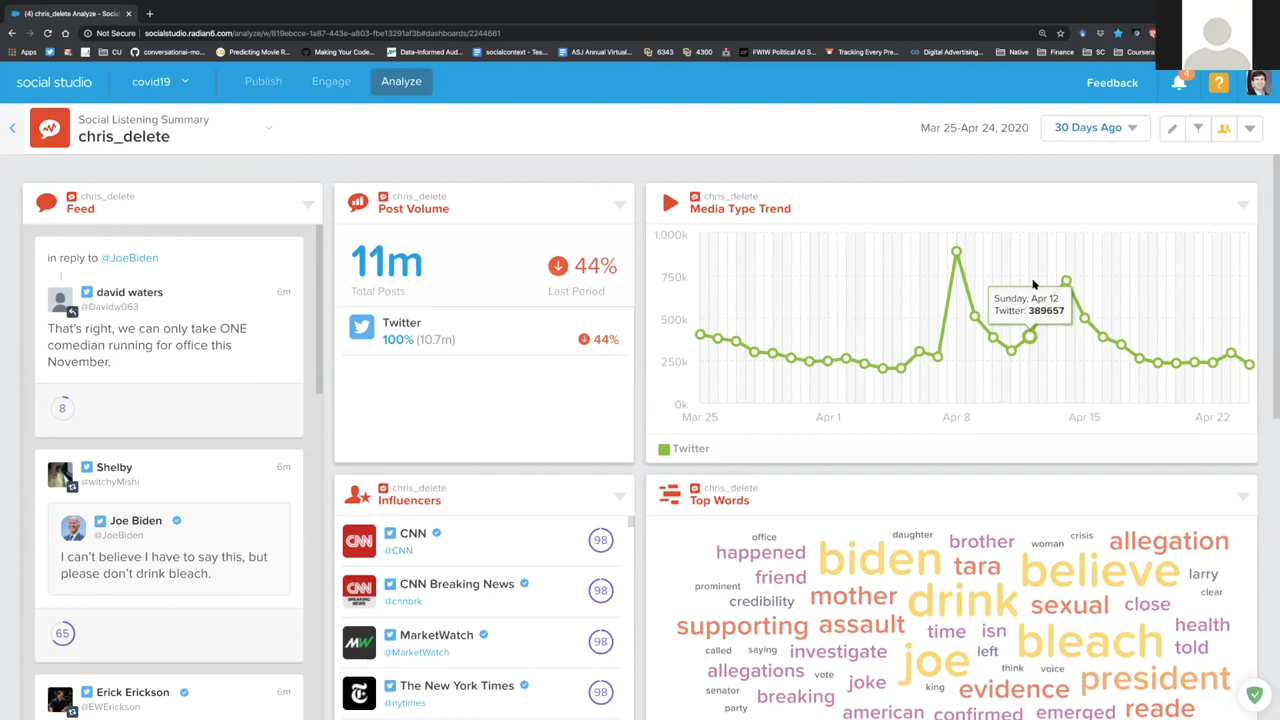 (4) chris_delete Analyze - Socia
Not Secure | socialstudio.radian6.com/analyze/w/819ebcce-1a87-443e-a803-fbe13291af3b#dashboards/2244661
Apps
CU
conversational-mo...
Predicting Movie R...
Making Your Code...
Data-Informed Aud...
socialcontext - Tea...
ASJ Annual Virtual...
6343
4300
FWIW Political Ad S...
Tracking Every Pre...
Digital Advertising...
Native
Finance
SC
Coursera
social studio
covid19
Publish
Engage
Analyze
Feedback
4
?
Social Listening Summary
chris_delete
Mar 25-Apr 24, 2020
30 Days Ago
chris_delete
Feed
in reply to @JoeBiden
david waters
6m
@Davidw063
That's right, we can only take ONE
comedian running for office this
November.
8
Shelby
6m
@witchyMishi
Joe Biden
@JoeBiden
I can't believe I have to say this, but
please don't drink bleach.
65
Erick Erickson
6m
@EWErickson
chris_delete
Post Volume
11m
44%
Total Posts
Last Period
Twitter
100% (10.7m)
44%
chris_delete
Influencers
CNN
@CNN
98
CNN Breaking News
@cnnbrk
98
MarketWatch
@MarketWatch
98
The New York Times
@nytimes
98
chris_delete
Media Type Trend
1,000k
750k
500k
250k
0k
Sunday, Apr 12
Twitter: 389657
Mar 25
Apr 1
Apr 8
Apr 15
Apr 22
Twitter
chris_delete
Top Words
office
daughter
brother
woman
crisis
allegation
happened
biden
tara
believe
larry
prominent
friend
clear
credibility
mother
drink
sexual
close
supporting
assault
time
isn
bleach
health
called
saying
investigate
left
told
allegations
vote
joe
think
voice
president
senator
joke
king
evidence
party
breaking
american
confirmed
emerged
reade
CNN
CNN
BREAKING
NEWS
MW
T